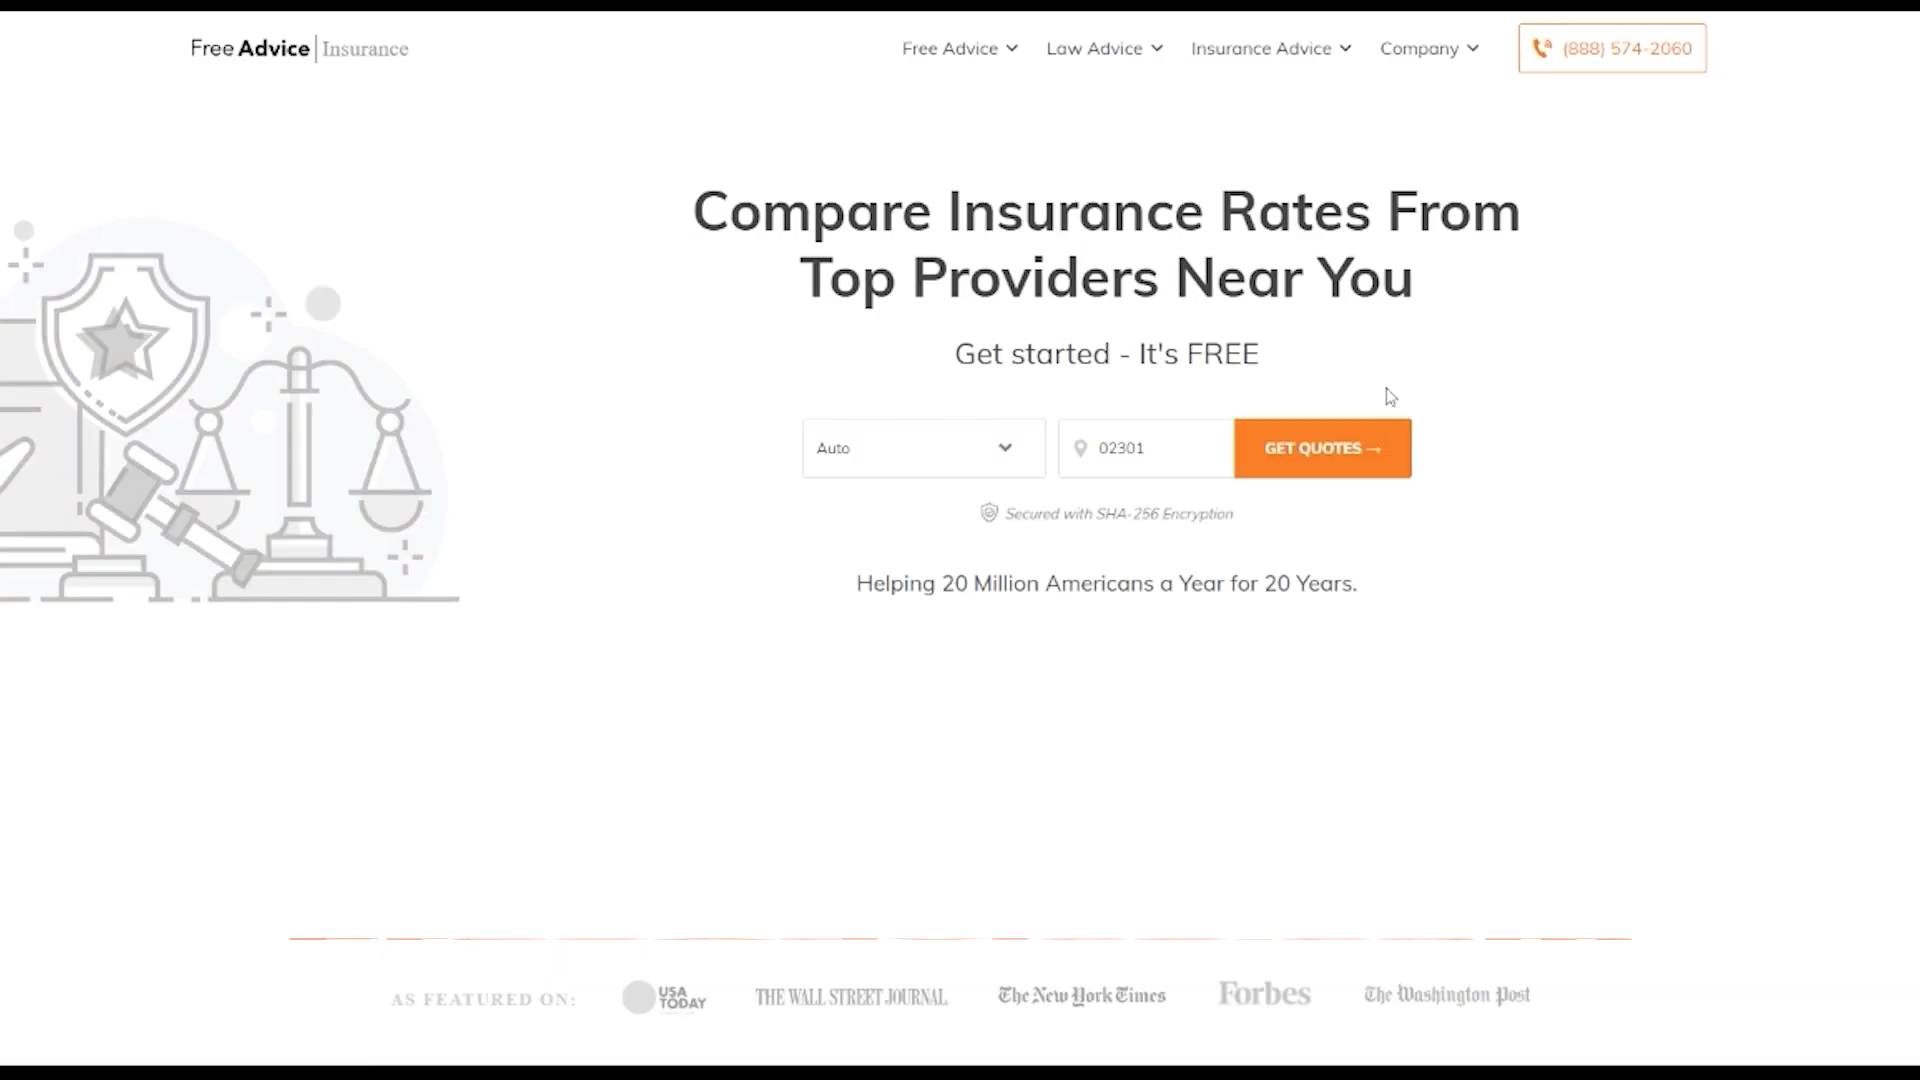 Free Advice | Insurance
Free Advice
Law Advice
Insurance Advice
Company
(888) 574-2060
Compare Insurance Rates From
Top Providers Near You
Get started - It's FREE
Auto
02301
GET QUOTES →
Secured with SHA-256 Encryption
Helping 20 Million Americans a Year for 20 Years.
AS FEATURED ON:
USA
TODAY
THE WALL STREET JOURNAL
The New York Times
Forbes
The Washington Post